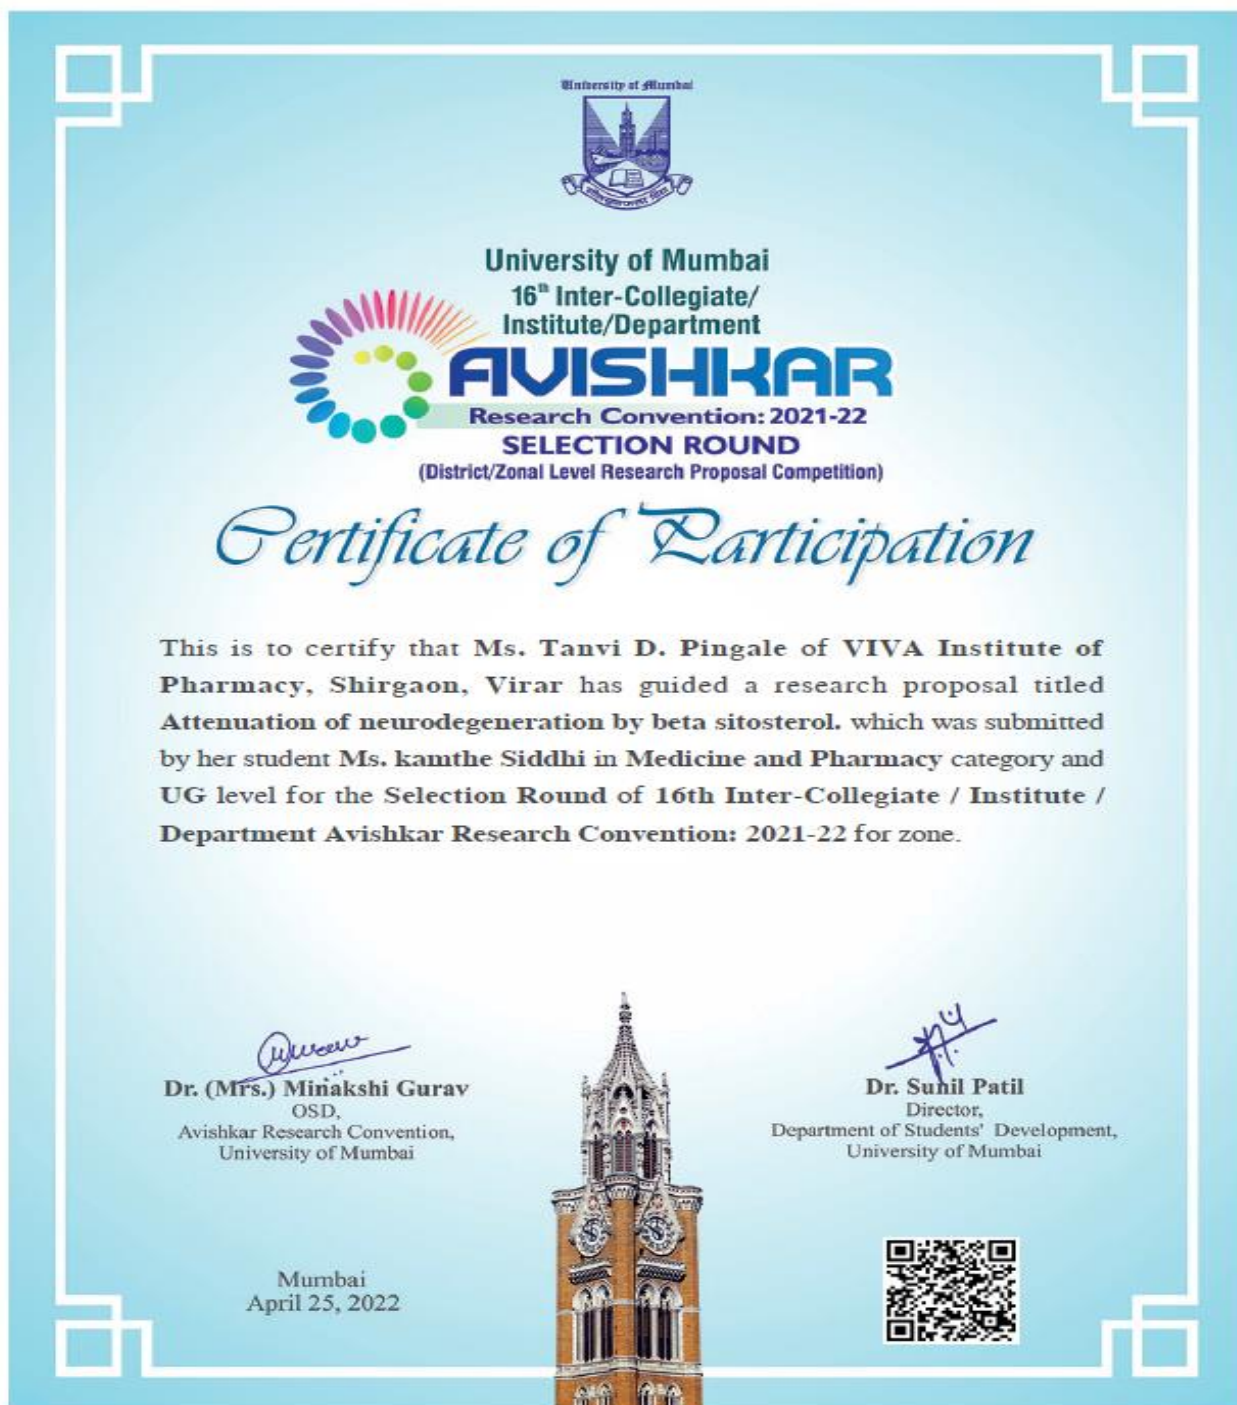 University of Mumbai
University of Mumbai
16th Inter-Collegiate/
Institute/Department
AVISHKAR
Research Convention: 2021-22
SELECTION ROUND
(District/Zonal Level Research Proposal Competition)
Certificate of Participation
This is to certify that Ms. Tanvi D. Pingale of VIVA Institute of
Pharmacy, Shirgaon, Virar has guided a research proposal titled
Attenuation of neurodegeneration by beta sitosterol. which was submitted
by her student Ms. kamthe Siddhi in Medicine and Pharmacy category and
UG level for the Selection Round of 16th Inter-Collegiate / Institute /
Department Avishkar Research Convention: 2021-22 for zone.
Dr. (Mrs.) Minakshi Gurav
OSD,
Avishkar Research Convention,
University of Mumbai
Dr. Sunil Patil
Director,
Department of Students' Development,
University of Mumbai
Mumbai
April 25, 2022